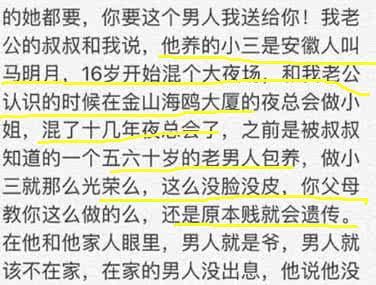 的她都要，你要这个男人我送给你！我老
公的叔叔和我说，他养的小三是安徽人叫
马明月，16岁开始混个大夜场，和我老公
认识的时候在金山海鸥大厦的夜总会做小
姐，混了十几年夜总会了，之前是被叔叔
知道的一个五六十岁的老男人包养，做小
三就那么光荣么，这么没脸没皮，你父母
教你这么做的么，还是原本贱就会遗传。
在他和他家人眼里，男人就是爷，男人就
该不在家，在家的男人没出息，他说他没